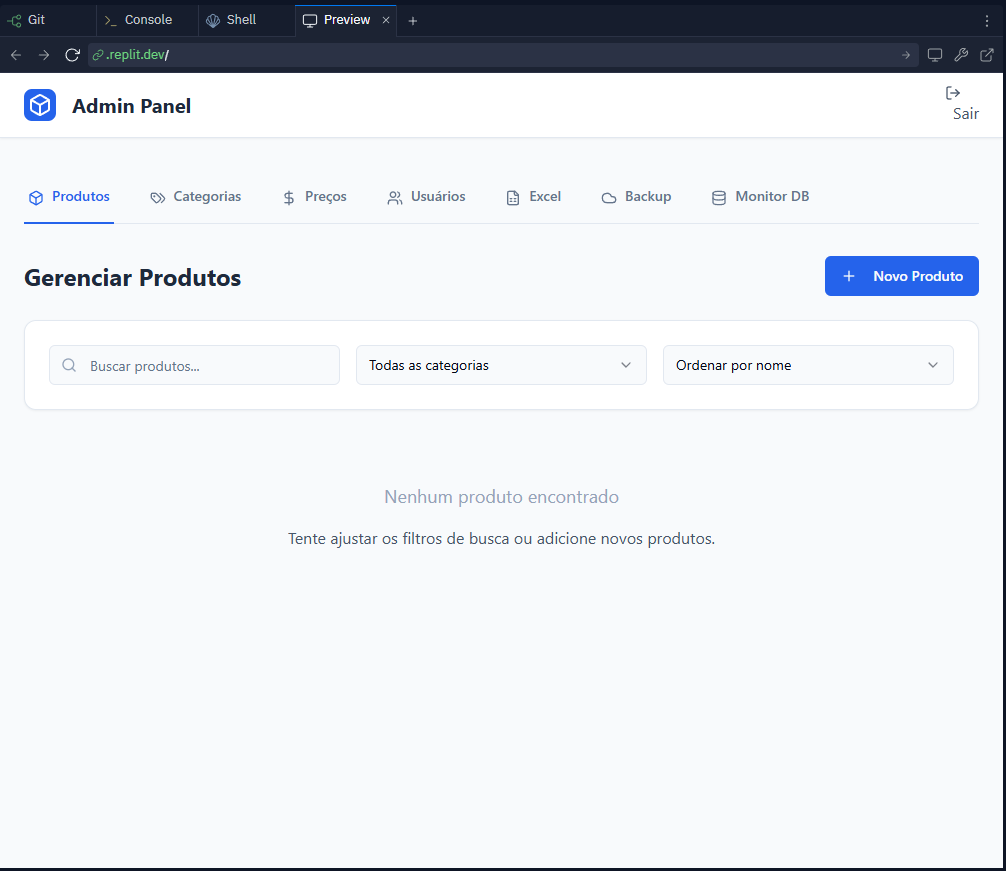 Git Console Shell Preview
.replit.dev/
Admin Panel
Sair
Produtos Categorias Preços Usuários Excel Backup Monitor DB
Gerenciar Produtos
Novo Produto
Buscar produtos...
Todas as categorias
Ordenar por nome
Nenhum produto encontrado
Tente ajustar os filtros de busca ou adicione novos produtos.